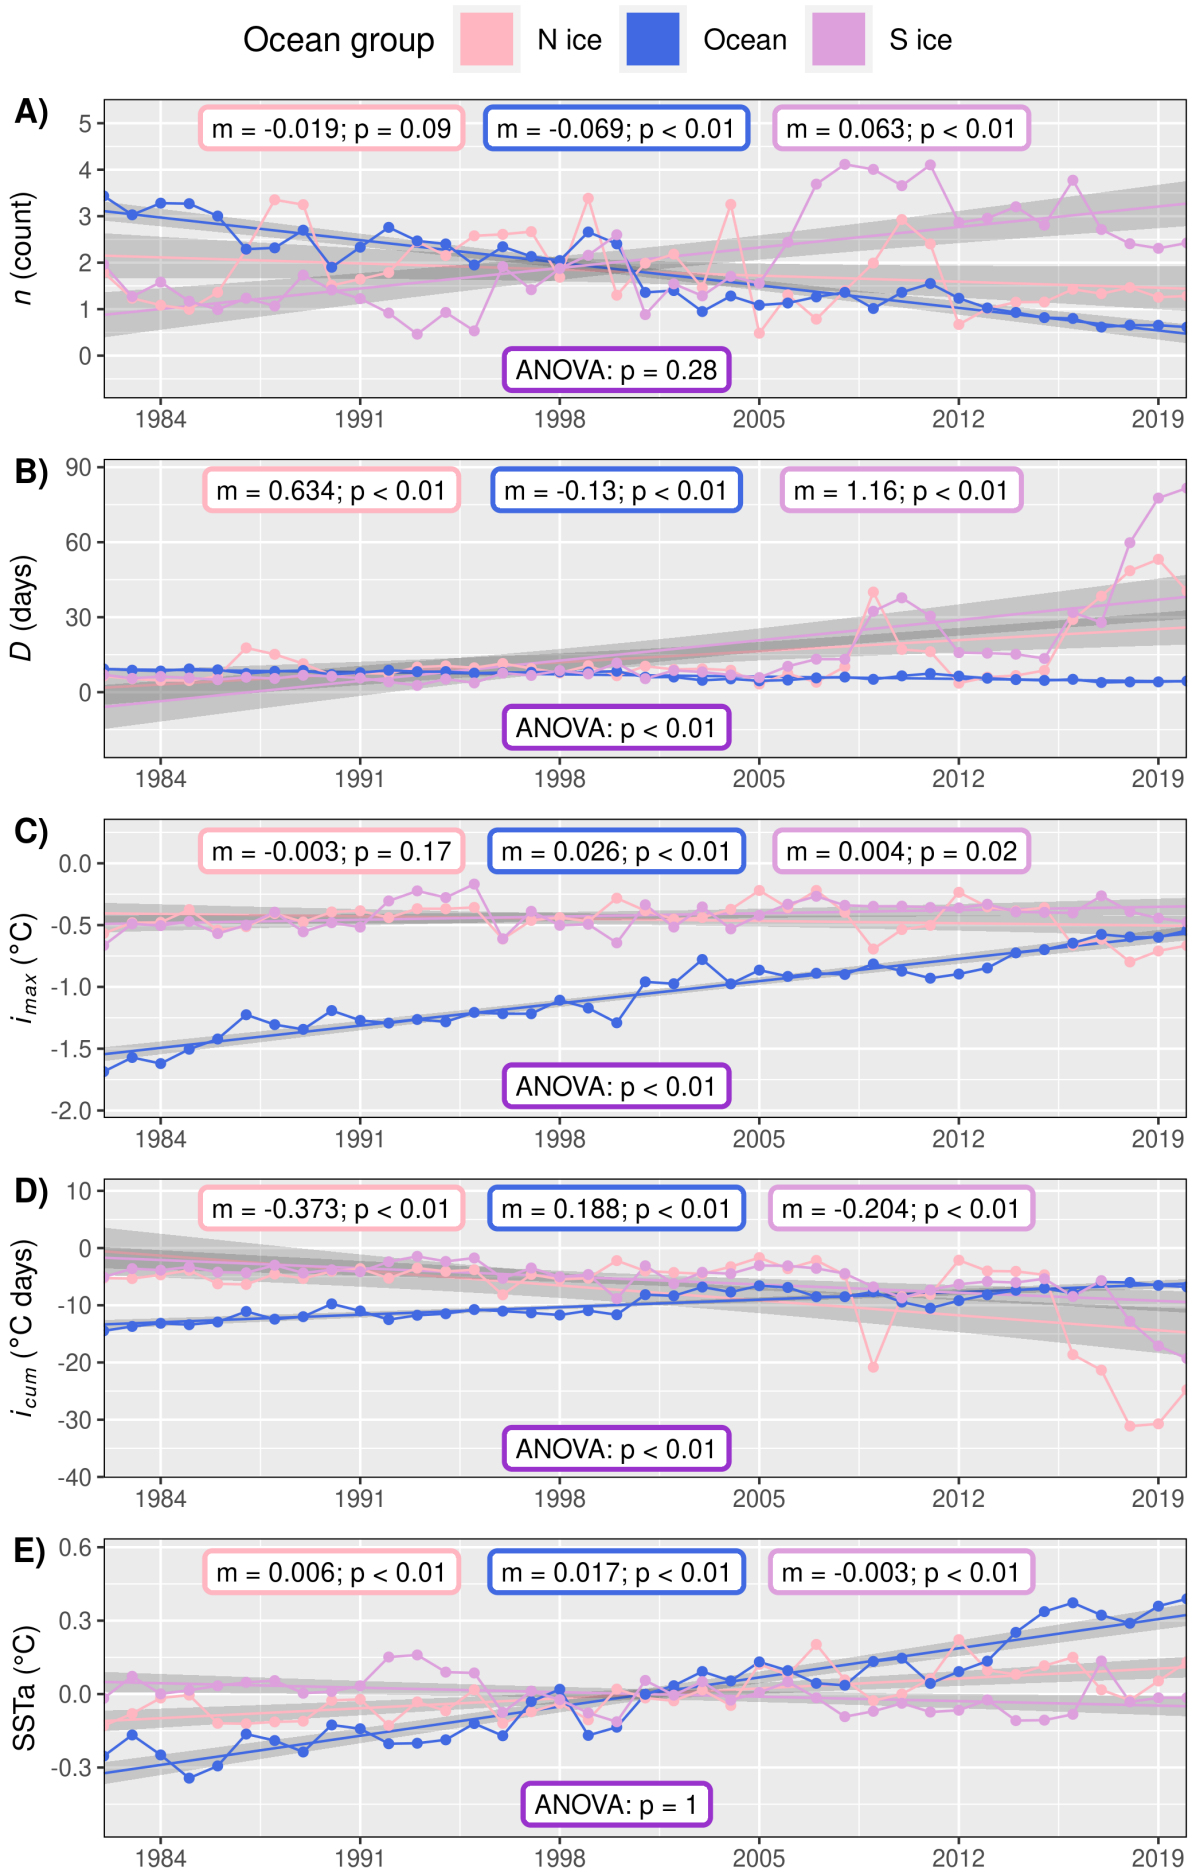 Ocean group N ice Ocean S ice
A)
m = -0.019; p = 0.09 m = -0.069; p < 0.01 m = 0.063; p < 0.01
n (count)
5
4
3
2
1
0
ANOVA: p = 0.28
1984 1991 1998 2005 2012 2019
B)
m = 0.634; p < 0.01 m = -0.13; p < 0.01 m = 1.16; p < 0.01
D (days)
90
60
30
0
ANOVA: p < 0.01
1984 1991 1998 2005 2012 2019
C)
m = -0.003; p = 0.17 m = 0.026; p < 0.01 m = 0.004; p = 0.02
imax (°C)
0.0
-0.5
-1.0
-1.5
-2.0
ANOVA: p < 0.01
1984 1991 1998 2005 2012 2019
D)
m = -0.373; p < 0.01 m = 0.188; p < 0.01 m = -0.204; p < 0.01
icum (°C days)
10
0
-10
-20
-30
-40
ANOVA: p < 0.01
1984 1991 1998 2005 2012 2019
E)
m = 0.006; p < 0.01 m = 0.017; p < 0.01 m = -0.003; p < 0.01
SSTa (°C)
0.6
0.3
0.0
-0.3
ANOVA: p = 1
1984 1991 1998 2005 2012 2019